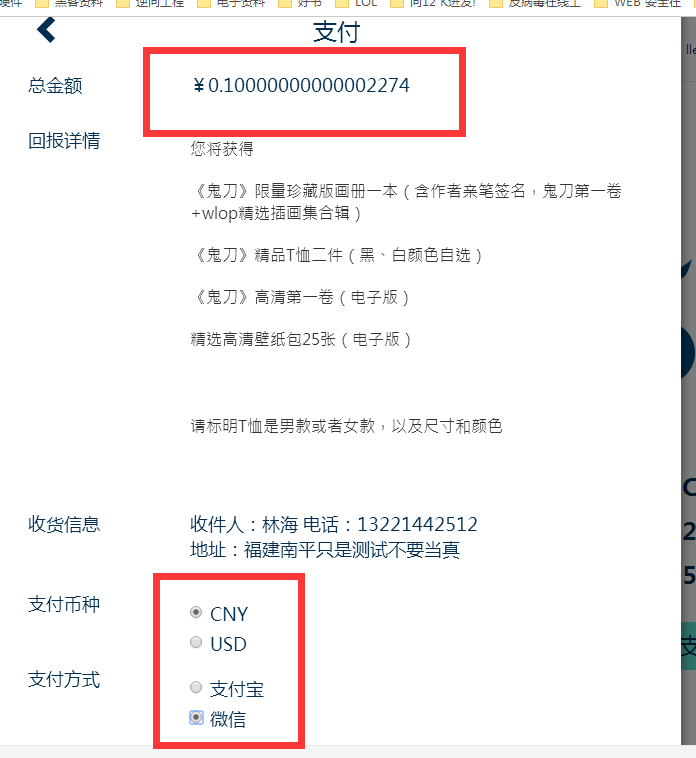 硬件 黑客资料 逆向工程 电子资料 好书 LOL 向12 K进发! 反病毒在线上 WEB 安全在
支付
lle
总金额 ￥0.10000000000002274
回报详情 您将获得
《鬼刀》限量珍藏版画册一本（含作者亲笔签名，鬼刀第一卷
+wlop精选插画集合辑）
《鬼刀》精品T恤二件（黑、白颜色自选）
《鬼刀》高清第一卷（电子版）
精选高清壁纸包25张（电子版）
请标明T恤是男款或者女款，以及尺寸和颜色
收货信息 收件人：林海 电话：13221442512
地址：福建南平只是测试不要当真
支付币种 CNY
USD
支付方式 支付宝
微信
C
2
5
支